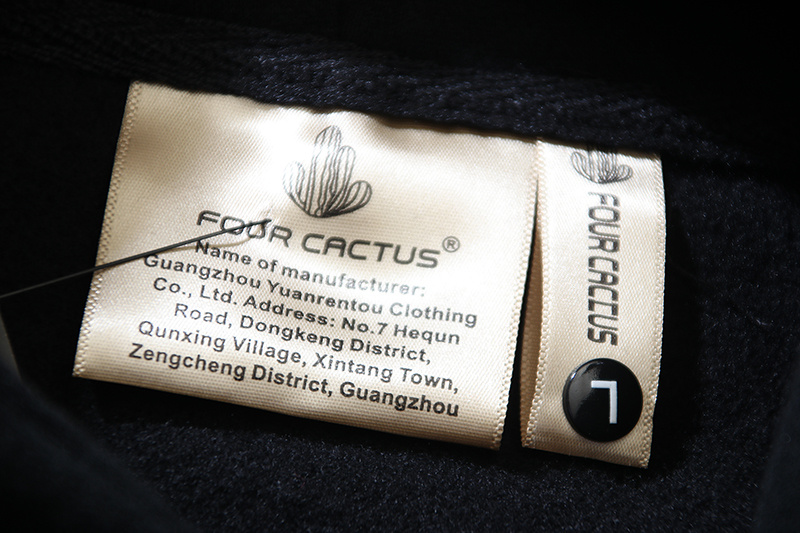 FOUR CACTUS®
Name of manufacturer:
Guangzhou Yuanrentou Clothing
Co., Ltd. Address: No.7 Hequn
Road, Dongkeng District,
Qunxing Village, Xintang Town,
Zengcheng District, Guangzhou
FOUR CACTUS
L